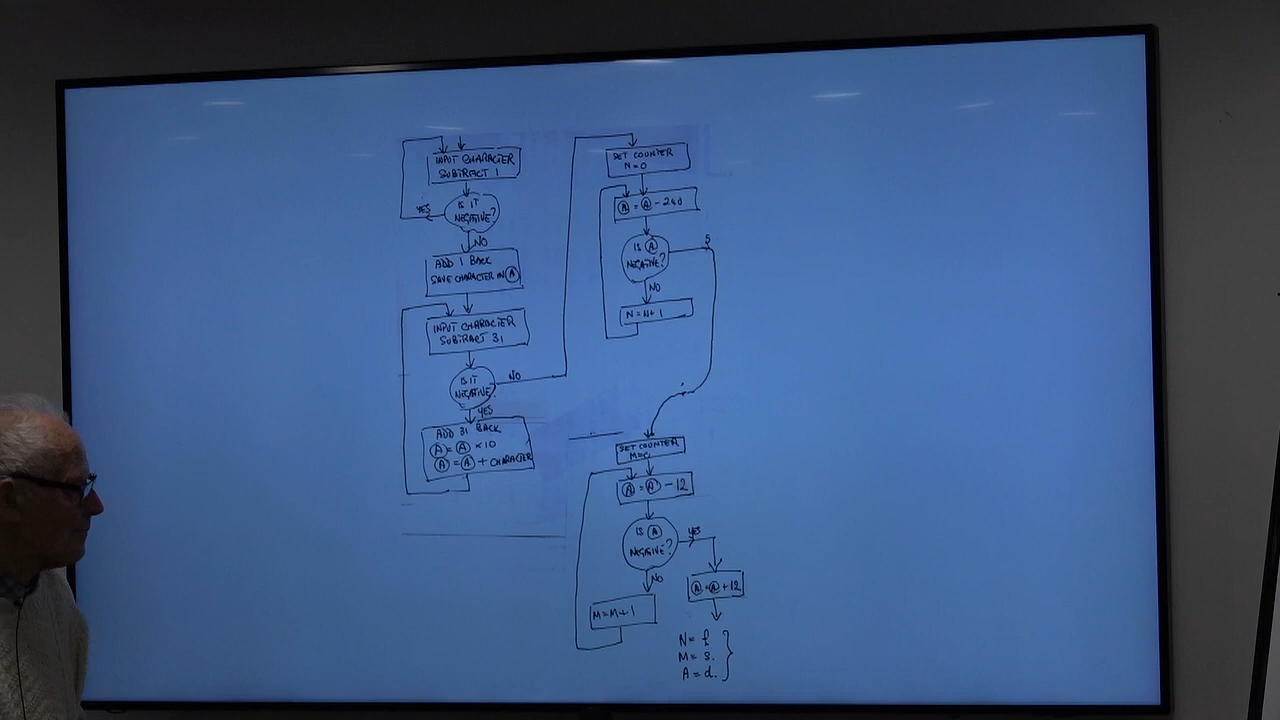 INPUT CHARACTER
SUBTRACT 1
IS IT
NEGATIVE?
YES
NO
ADD 1 BACK
SAVE CHARACTER IN A
INPUT CHARACTER
SUBTRACT 31
IS IT
NEGATIVE?
NO
YES
ADD 31 BACK
A = A × 10
A = A + CHARACTER
SET COUNTER
N=0
A = A - 240
IS A
NEGATIVE?
NO
N = N+1
SET COUNTER
A = A - 12
IS A
NEGATIVE?
YES
NO
M = M+1
A = A + 12
N = £
M = s.
A = d.